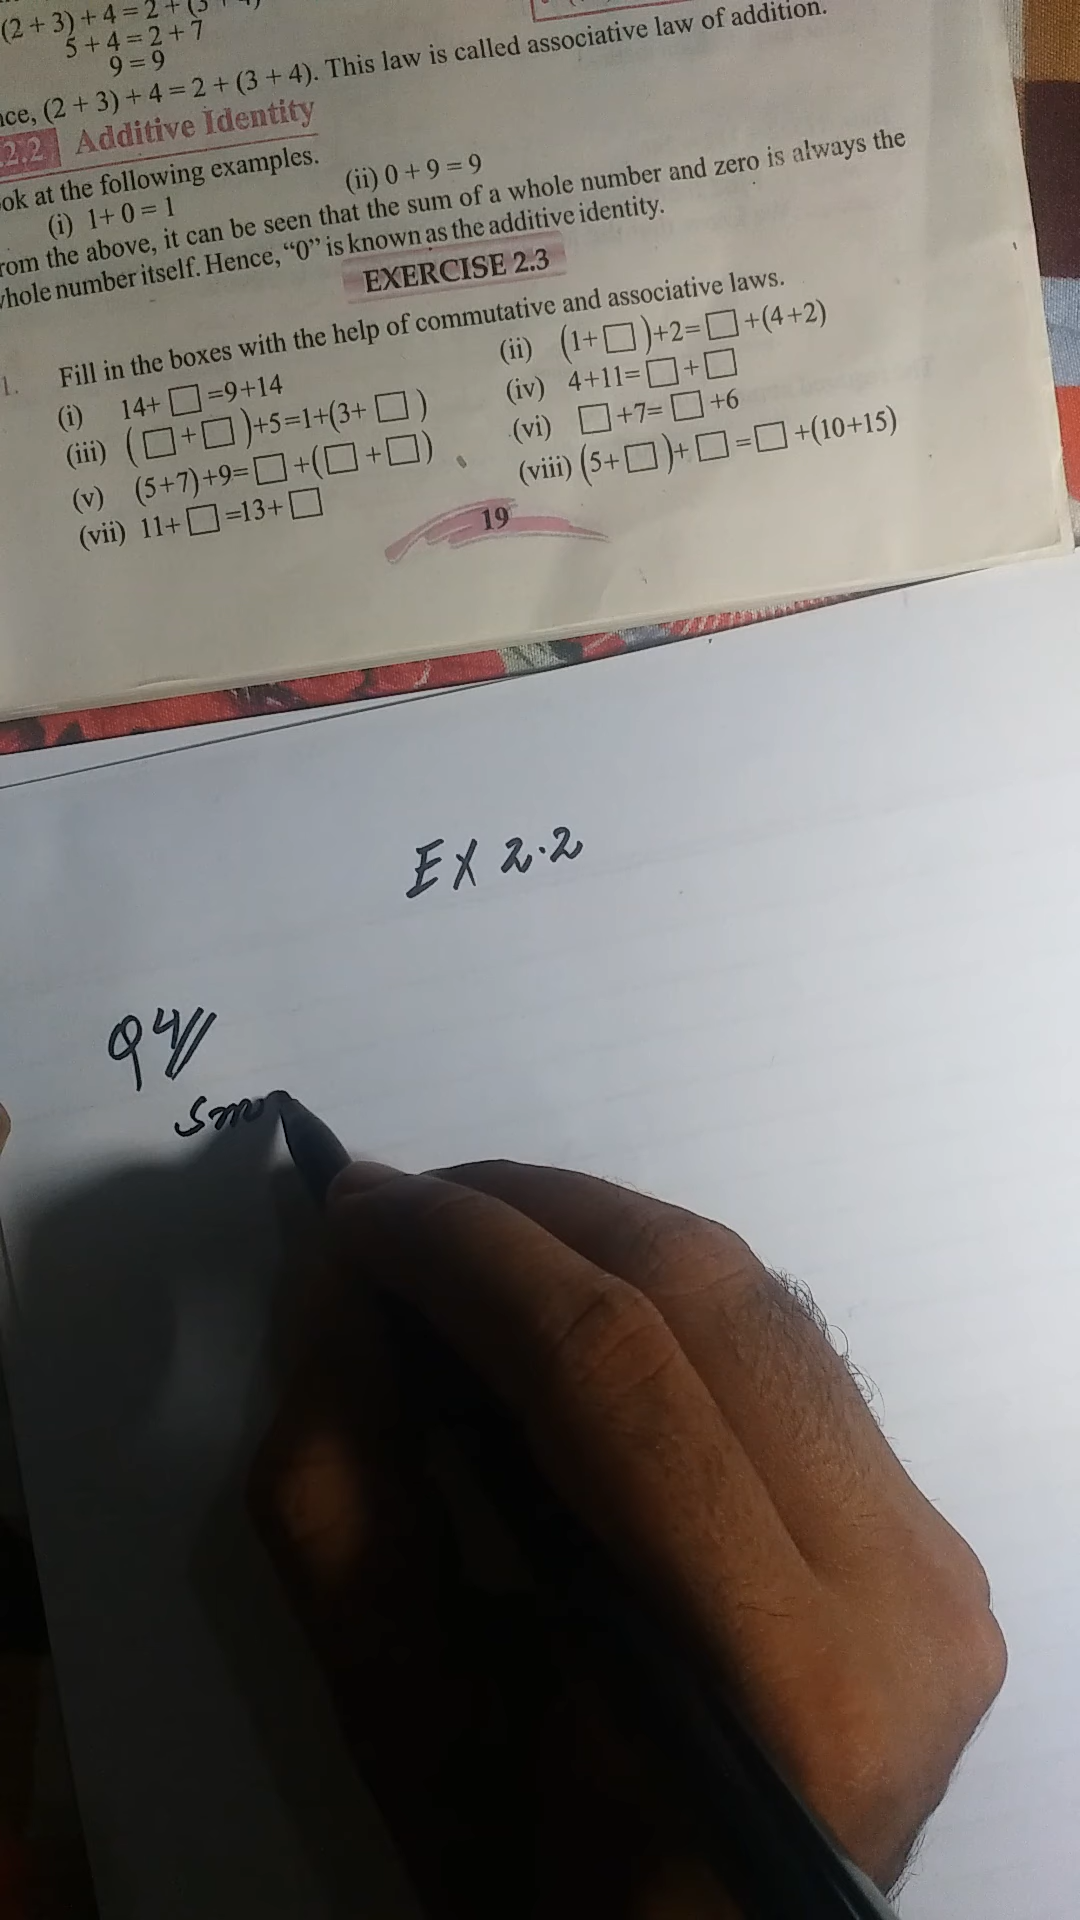 (2 + 3) + 4 = 2 + (3
5 + 4 = 2 + 7
9 = 9
nce, (2 + 3) + 4 = 2 + (3 + 4). This law is called associative law of addition.
2.2 Additive Identity
ok at the following examples.
(i) 1+ 0 = 1 (ii) 0 + 9 = 9
rom the above, it can be seen that the sum of a whole number and zero is always the
whole number itself. Hence, “0” is known as the additive identity.
EXERCISE 2.3
1. Fill in the boxes with the help of commutative and associative laws.
(i) 14+ □ =9+14 (ii) (1+ □ )+2= □ +(4+2)
(iii) ( □ + □ )+5=1+(3+ □ ) (iv) 4+11= □ + □
(v) (5+7)+9= □ +( □ + □ ) (vi) □ +7= □ +6
(vii) 11+ □ =13+ □ (viii) (5+ □ )+ □ = □ +(10+15)
19
EX 2.2
Q4//